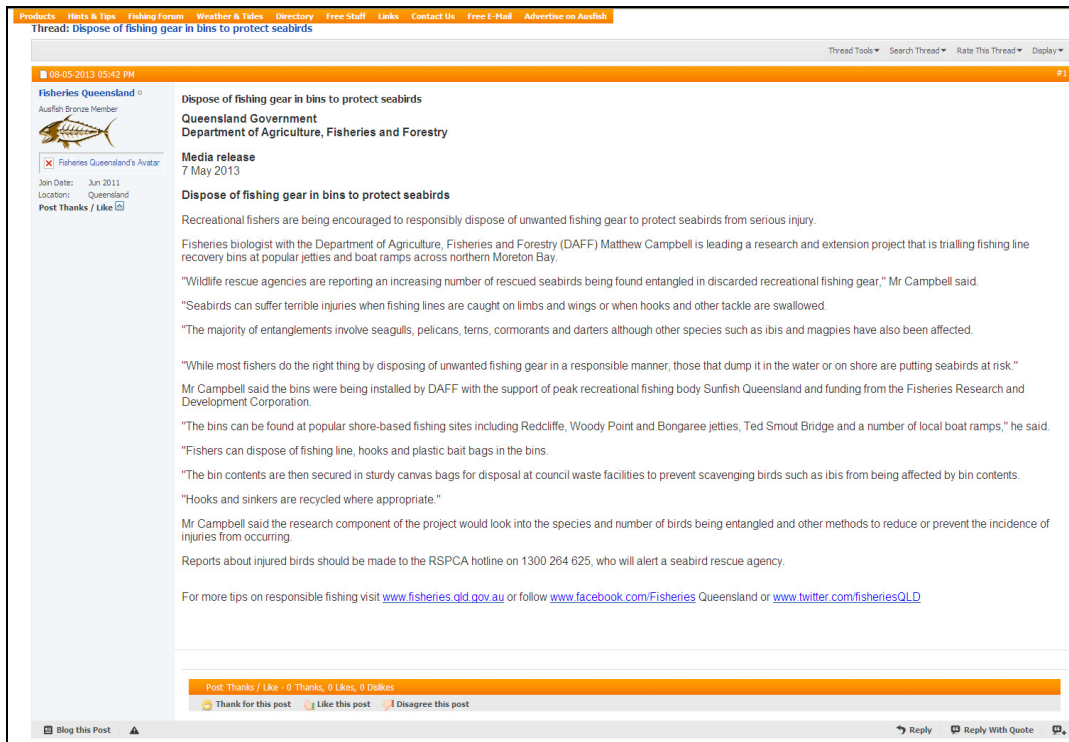 Products Hints & Tips Fishing Forum Weather & Tides Directory Free Stuff Links Contact Us Free E-Mail Advertise on Ausfish
Thread: Dispose of fishing gear in bins to protect seabirds
Thread Tools Search Thread Rate This Thread Display
08-05-2013 05:42 PM #1
Fisheries Queensland
Ausfish Bronze Member
Fisheries Queensland's Avatar
Join Date: Jun 2011
Location: Queensland
Post Thanks / Like
Dispose of fishing gear in bins to protect seabirds
Queensland Government
Department of Agriculture, Fisheries and Forestry
Media release
7 May 2013
Dispose of fishing gear in bins to protect seabirds
Recreational fishers are being encouraged to responsibly dispose of unwanted fishing gear to protect seabirds from serious injury.
Fisheries biologist with the Department of Agriculture, Fisheries and Forestry (DAFF) Matthew Campbell is leading a research and extension project that is trialling fishing line
recovery bins at popular jetties and boat ramps across northern Moreton Bay.
"Wildlife rescue agencies are reporting an increasing number of rescued seabirds being found entangled in discarded recreational fishing gear," Mr Campbell said.
"Seabirds can suffer terrible injuries when fishing lines are caught on limbs and wings or when hooks and other tackle are swallowed.
"The majority of entanglements involve seagulls, pelicans, terns, cormorants and darters although other species such as ibis and magpies have also been affected.
"While most fishers do the right thing by disposing of unwanted fishing gear in a responsible manner, those that dump it in the water or on shore are putting seabirds at risk."
Mr Campbell said the bins were being installed by DAFF with the support of peak recreational fishing body Sunfish Queensland and funding from the Fisheries Research and
Development Corporation.
"The bins can be found at popular shore-based fishing sites including Redcliffe, Woody Point and Bongaree jetties, Ted Smout Bridge and a number of local boat ramps," he said.
"Fishers can dispose of fishing line, hooks and plastic bait bags in the bins.
"The bin contents are then secured in sturdy canvas bags for disposal at council waste facilities to prevent scavenging birds such as ibis from being affected by bin contents.
"Hooks and sinkers are recycled where appropriate."
Mr Campbell said the research component of the project would look into the species and number of birds being entangled and other methods to reduce or prevent the incidence of
injuries from occurring.
Reports about injured birds should be made to the RSPCA hotline on 1300 264 625, who will alert a seabird rescue agency.
For more tips on responsible fishing visit www.fisheries.qld.gov.au or follow www.facebook.com/Fisheries Queensland or www.twitter.com/fisheriesQLD
Post Thanks / Like - 0 Thanks, 0 Likes, 0 Dislikes
Thank for this post Like this post Disagree this post
Blog this Post Reply Reply With Quote